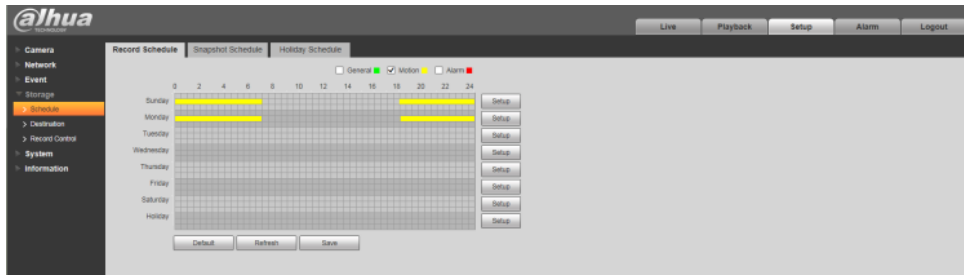 alhua
TECHNOLOGY
Live Playback Setup Alarm Logout
Camera
Network
Event
Storage
Schedule
Destination
Record Control
System
Information
Record Schedule Snapshot Schedule Holiday Schedule
General Motion Alarm
0 2 4 6 8 10 12 14 16 18 20 22 24
Sunday Setup
Monday Setup
Tuesday Setup
Wednesday Setup
Thursday Setup
Friday Setup
Saturday Setup
Holiday Setup
Default Refresh Save